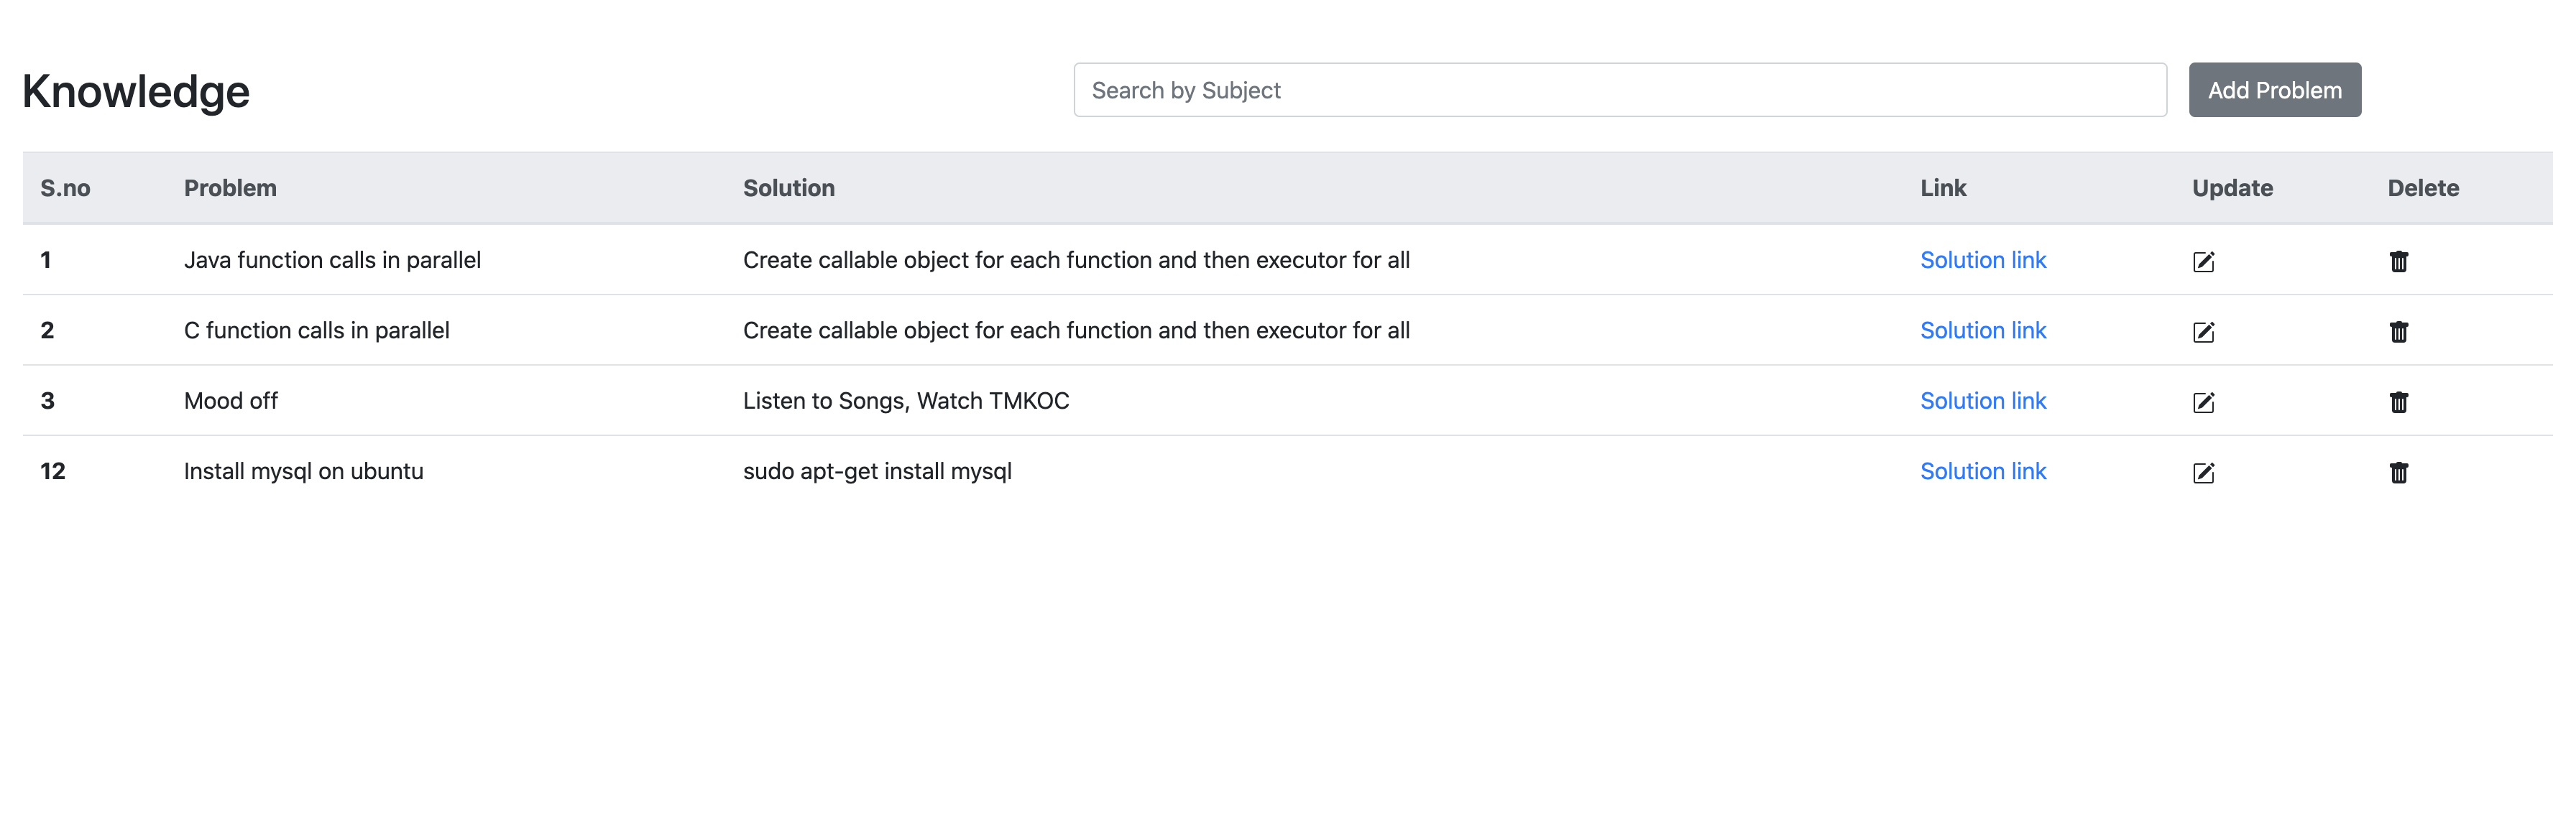 Knowledge
Search by Subject
Add Problem
S.no Problem Solution Link Update Delete
1 Java function calls in parallel Create callable object for each function and then executor for all Solution link
2 C function calls in parallel Create callable object for each function and then executor for all Solution link
3 Mood off Listen to Songs, Watch TMKOC Solution link
12 Install mysql on ubuntu sudo apt-get install mysql Solution link